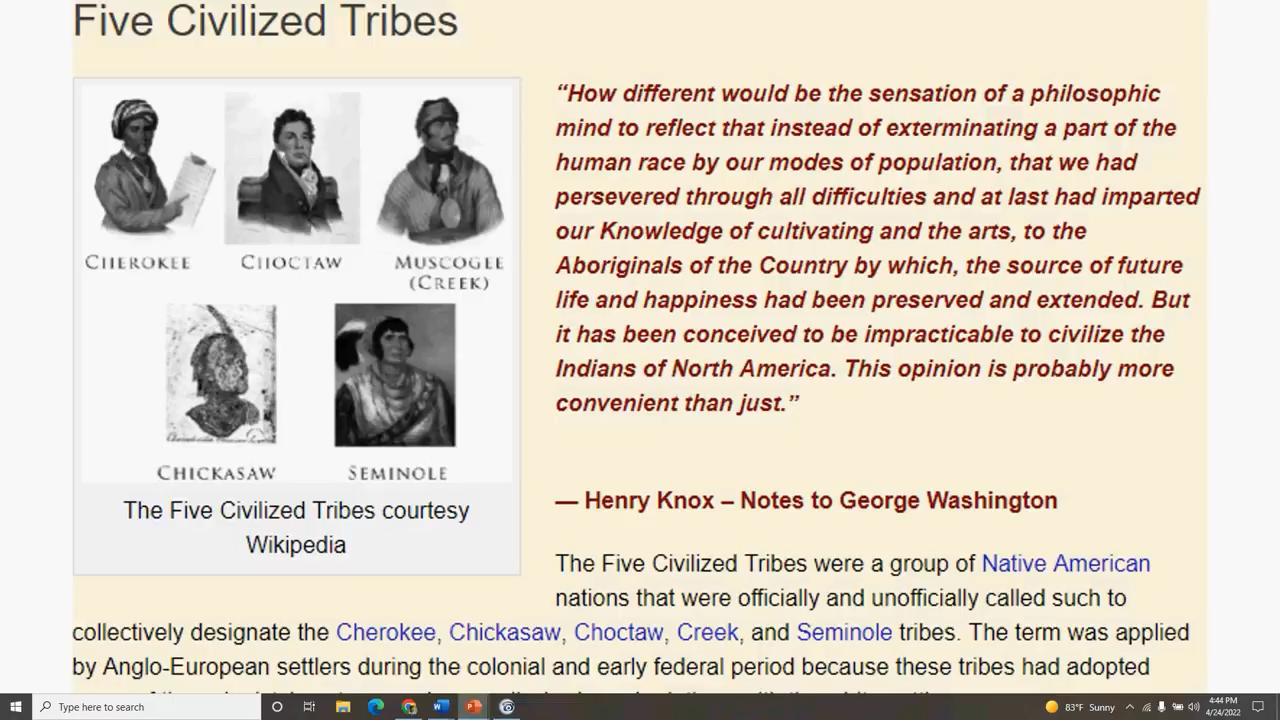 Five Civilized Tribes
CHEROKEE
CHOCTAW
MUSCOGEE
(CREEK)
CHICKASAW
SEMINOLE
The Five Civilized Tribes courtesy
Wikipedia
“How different would be the sensation of a philosophic
mind to reflect that instead of exterminating a part of the
human race by our modes of population, that we had
persevered through all difficulties and at last had imparted
our Knowledge of cultivating and the arts, to the
Aboriginals of the Country by which, the source of future
life and happiness had been preserved and extended. But
it has been conceived to be impracticable to civilize the
Indians of North America. This opinion is probably more
convenient than just.”
— Henry Knox – Notes to George Washington
The Five Civilized Tribes were a group of Native American
nations that were officially and unofficially called such to
collectively designate the Cherokee, Chickasaw, Choctaw, Creek, and Seminole tribes. The term was applied
by Anglo-European settlers during the colonial and early federal period because these tribes had adopted
Type here to search
83°F Sunny
4:44 PM
4/24/2022